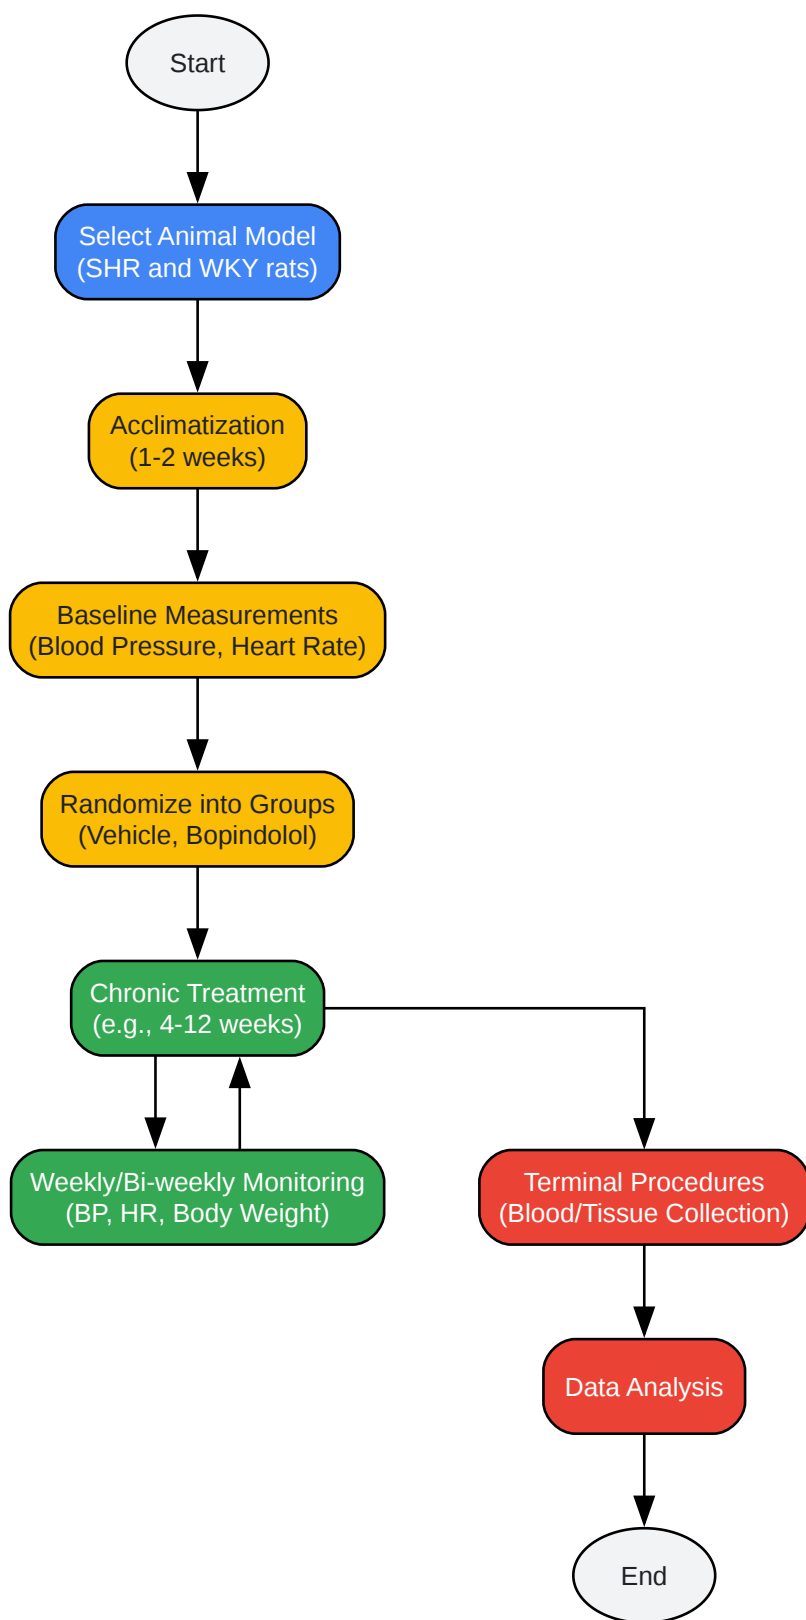 Start
Select Animal Model
(SHR and WKY rats)
Acclimatization
(1-2 weeks)
Baseline Measurements
(Blood Pressure, Heart Rate)
Randomize into Groups
(Vehicle, Bopindolol)
Chronic Treatment
(e.g., 4-12 weeks)
Weekly/Bi-weekly Monitoring
(BP, HR, Body Weight)
Terminal Procedures
(Blood/Tissue Collection)
Data Analysis
End